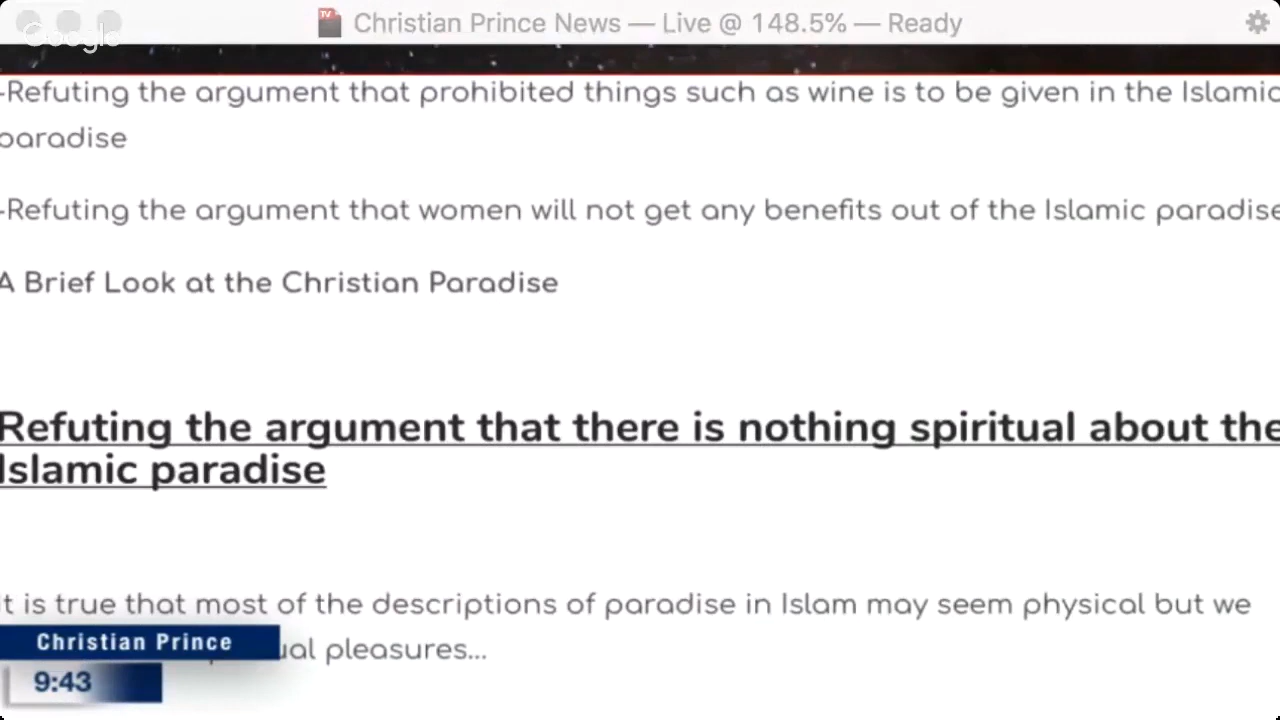 Google
Christian Prince News — Live @ 148.5% — Ready
-Refuting the argument that prohibited things such as wine is to be given in the Islamic
paradise
-Refuting the argument that women will not get any benefits out of the Islamic paradise
A Brief Look at the Christian Paradise
Refuting the argument that there is nothing spiritual about the
Islamic paradise
It is true that most of the descriptions of paradise in Islam may seem physical but we
pleasures...
Christian Prince
9:43